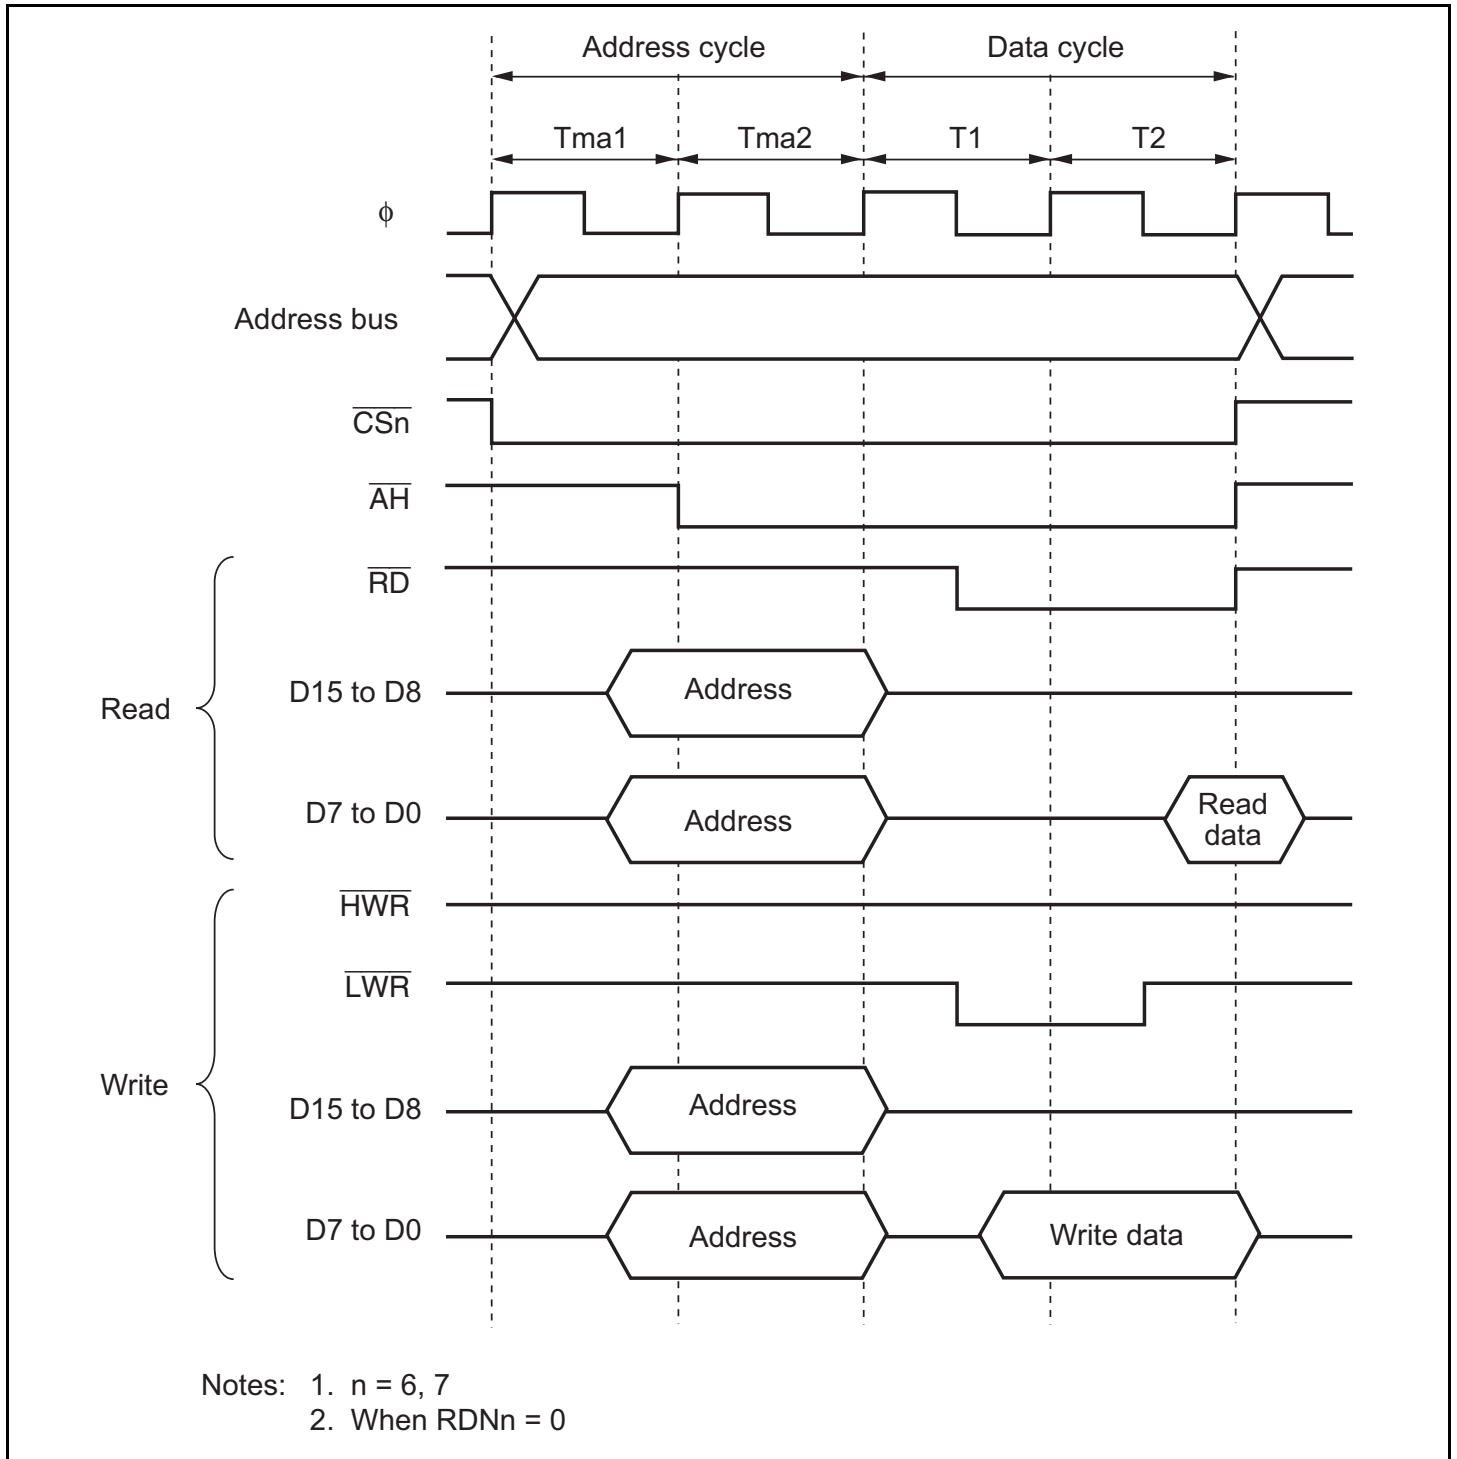 Address cycle Data cycle
Tma1 Tma2 T1 T2
ϕ
Address bus
CSn
AH
RD
Read
D15 to D8 Address
D7 to D0 Address Read
data
HWR
LWR
Write
D15 to D8 Address
D7 to D0 Address Write data
Notes: 1. n = 6, 7
2. When RDNn = 0